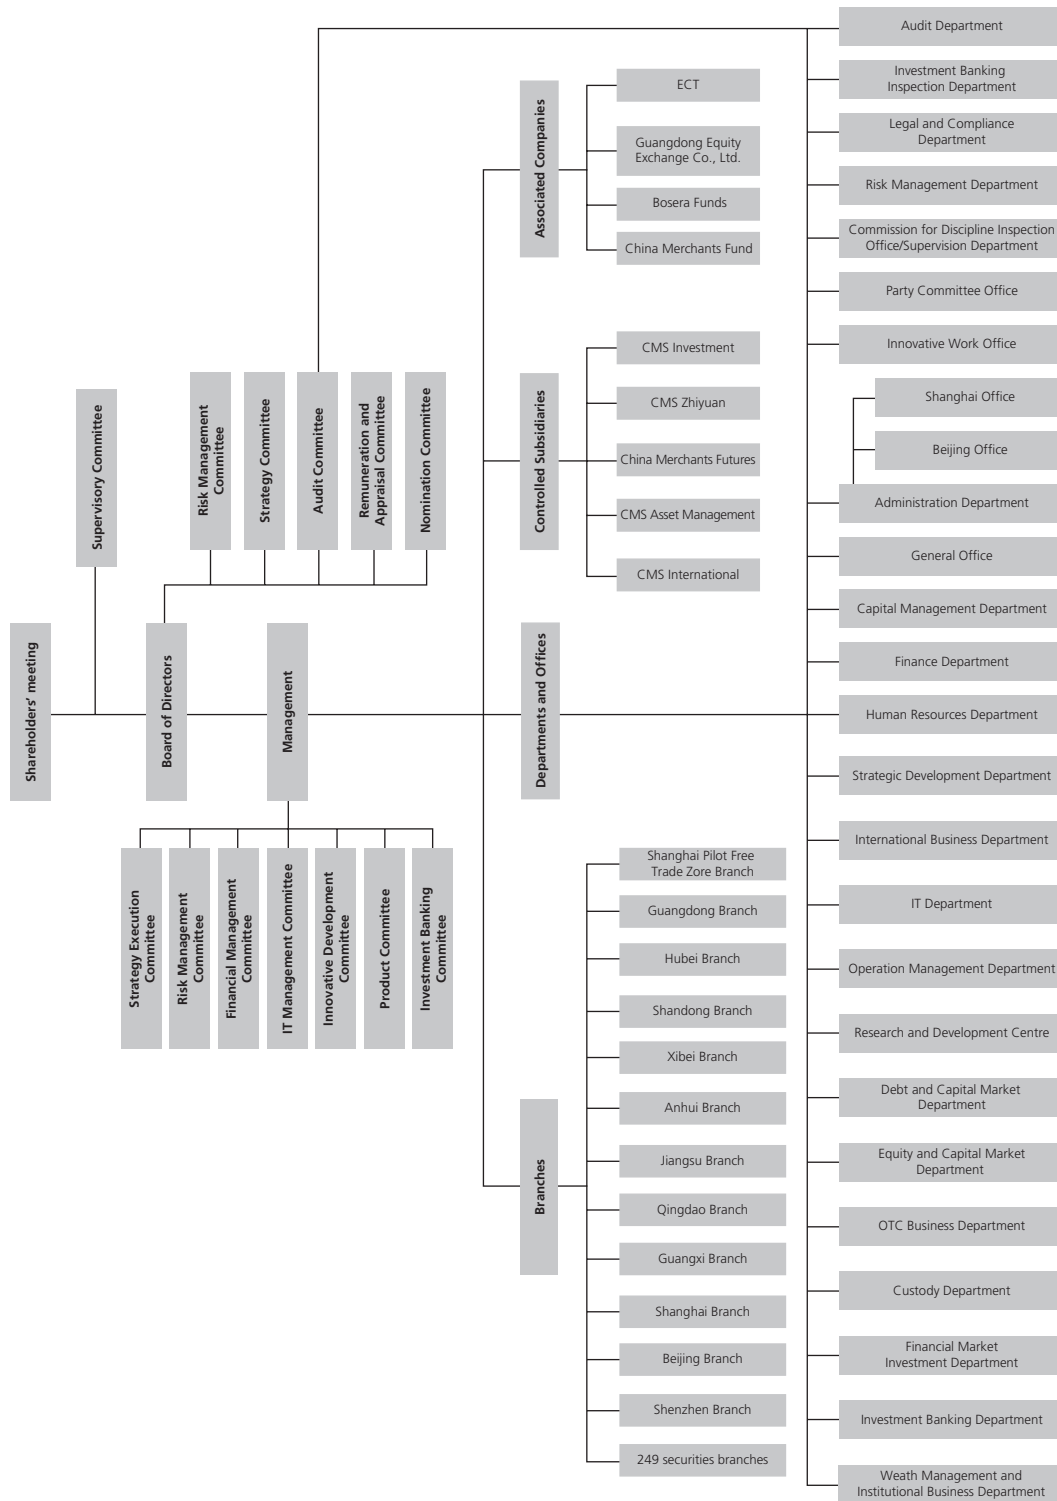 Shareholders' meeting
Supervisory Committee
Board of Directors
Risk Management
Committee
Strategy Committee
Audit Committee
Remuneration and
Appraisal Committee
Nomination Committee
Management
Strategy Execution
Committee
Risk Management
Committee
Financial Management
Committee
IT Management Committee
Innovative Development
Committee
Product Committee
Investment Banking
Committee
Associated Companies
ECT
Guangdong Equity
Exchange Co., Ltd.
Bosera Funds
China Merchants Fund
Controlled Subsidiaries
CMS Investment
CMS Zhiyuan
China Merchants Futures
CMS Asset Management
CMS International
Departments and Offices
Branches
Shanghai Pilot Free
Trade Zore Branch
Guangdong Branch
Hubei Branch
Shandong Branch
Xibei Branch
Anhui Branch
Jiangsu Branch
Qingdao Branch
Guangxi Branch
Shanghai Branch
Beijing Branch
Shenzhen Branch
249 securities branches
Audit Department
Investment Banking
Inspection Department
Legal and Compliance
Department
Risk Management Department
Commission for Discipline Inspection
Office/Supervision Department
Party Committee Office
Innovative Work Office
Shanghai Office
Beijing Office
Administration Department
General Office
Capital Management Department
Finance Department
Human Resources Department
Strategic Development Department
International Business Department
IT Department
Operation Management Department
Research and Development Centre
Debt and Capital Market
Department
Equity and Capital Market
Department
OTC Business Department
Custody Department
Financial Market
Investment Department
Investment Banking Department
Weath Management and
Institutional Business Department